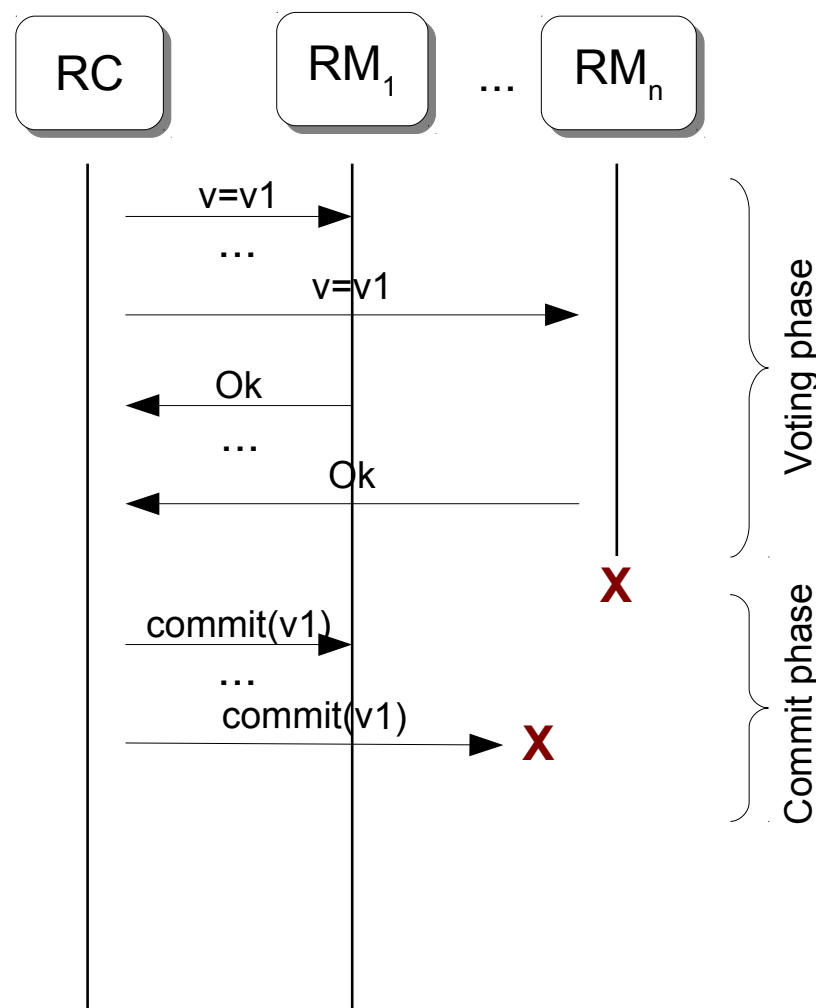 RC
RM1
...
RMn
v=v1
...
v=v1
Ok
...
Ok
Voting phase
X
commit(v1)
...
commit(v1)
X
Commit phase